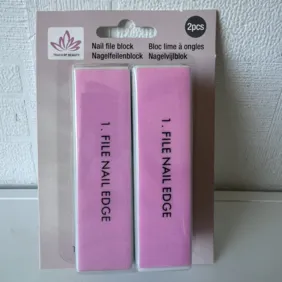 Nail file block
Nagelfeilenblock
Bloc lime à ongles
Nagelvijlblok
2pcs
1. FILE NAIL EDGE
1. FILE NAIL EDGE